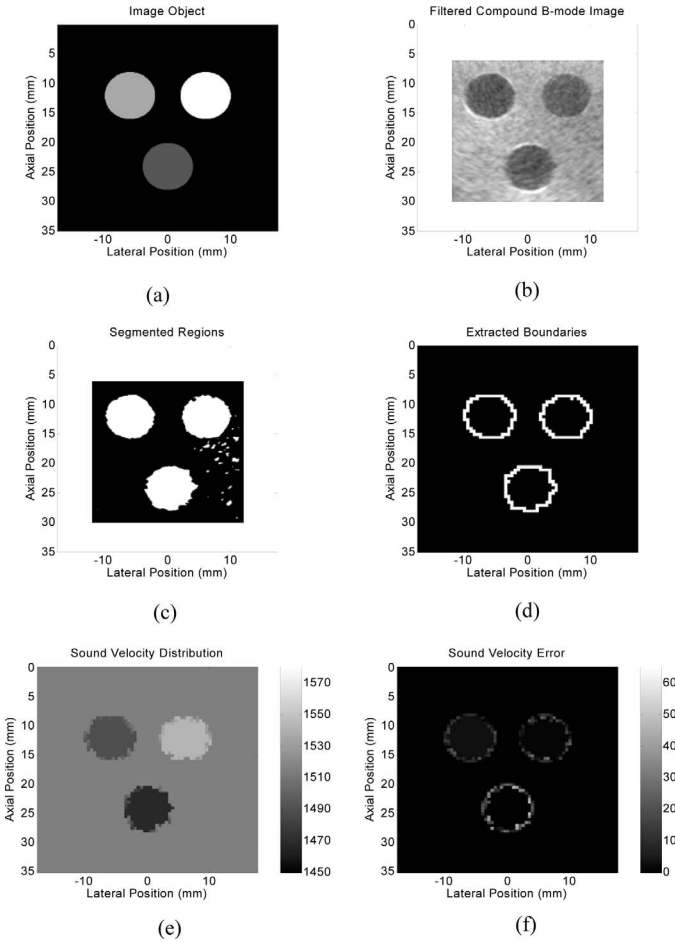 Image Object
0
5
10
15
20
25
30
35
Axial Position (mm)
-10 0 10
Lateral Position (mm)
(a)
Filtered Compound B-mode Image
0
5
10
15
20
25
30
35
Axial Position (mm)
-10 0 10
Lateral Position (mm)
(b)
Segmented Regions
0
5
10
15
20
25
30
35
Axial Position (mm)
-10 0 10
Lateral Position (mm)
(c)
Extracted Boundaries
0
5
10
15
20
25
30
35
Axial Position (mm)
-10 0 10
Lateral Position (mm)
(d)
Sound Velocity Distribution
0
5
10
15
20
25
30
35
Axial Position (mm)
-10 0 10
Lateral Position (mm)
1570
1550
1530
1510
1490
1470
1450
(e)
Sound Velocity Error
0
5
10
15
20
25
30
35
Axial Position (mm)
-10 0 10
Lateral Position (mm)
60
50
40
30
20
10
0
(f)